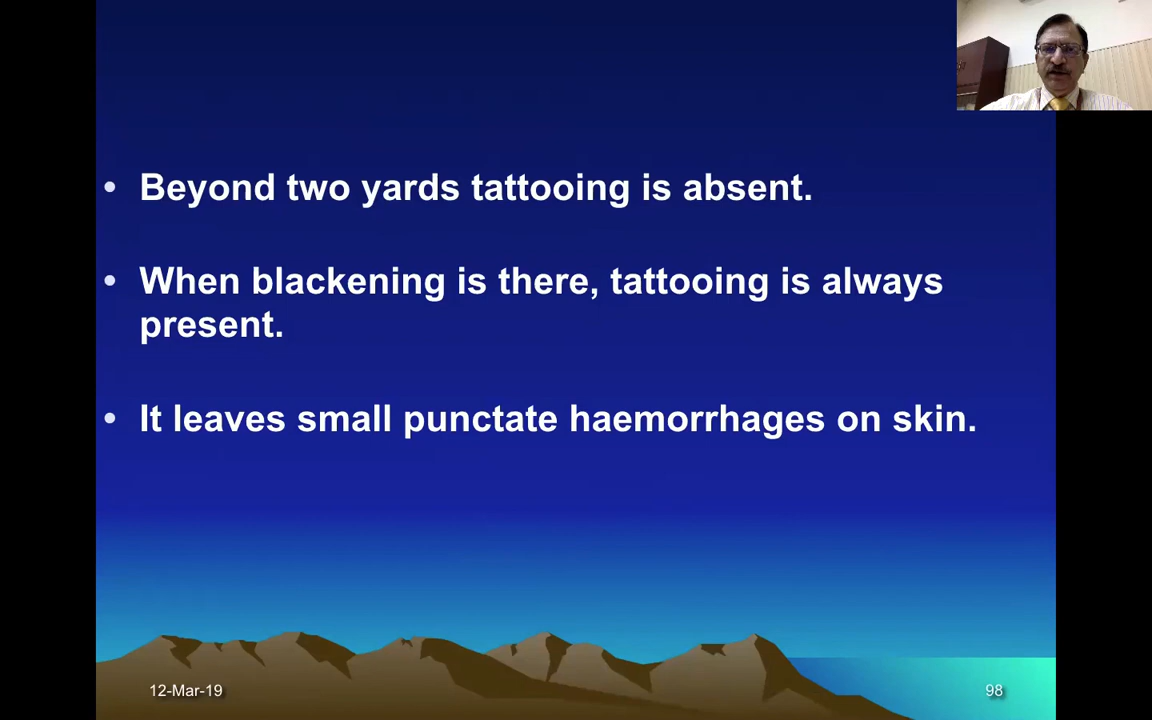 • Beyond two yards tattooing is absent.
• When blackening is there, tattooing is always
present.
• It leaves small punctate haemorrhages on skin.
12-Mar-19
98